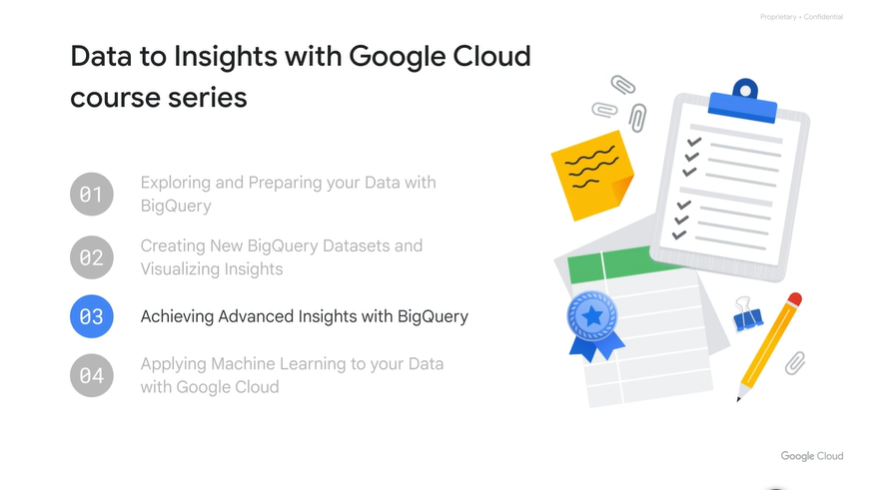 Proprietary + Confidential
Data to Insights with Google Cloud
course series
01
Exploring and Preparing your Data with
BigQuery
02
Creating New BigQuery Datasets and
Visualizing Insights
03
Achieving Advanced Insights with BigQuery
04
Applying Machine Learning to your Data
with Google Cloud
Google Cloud